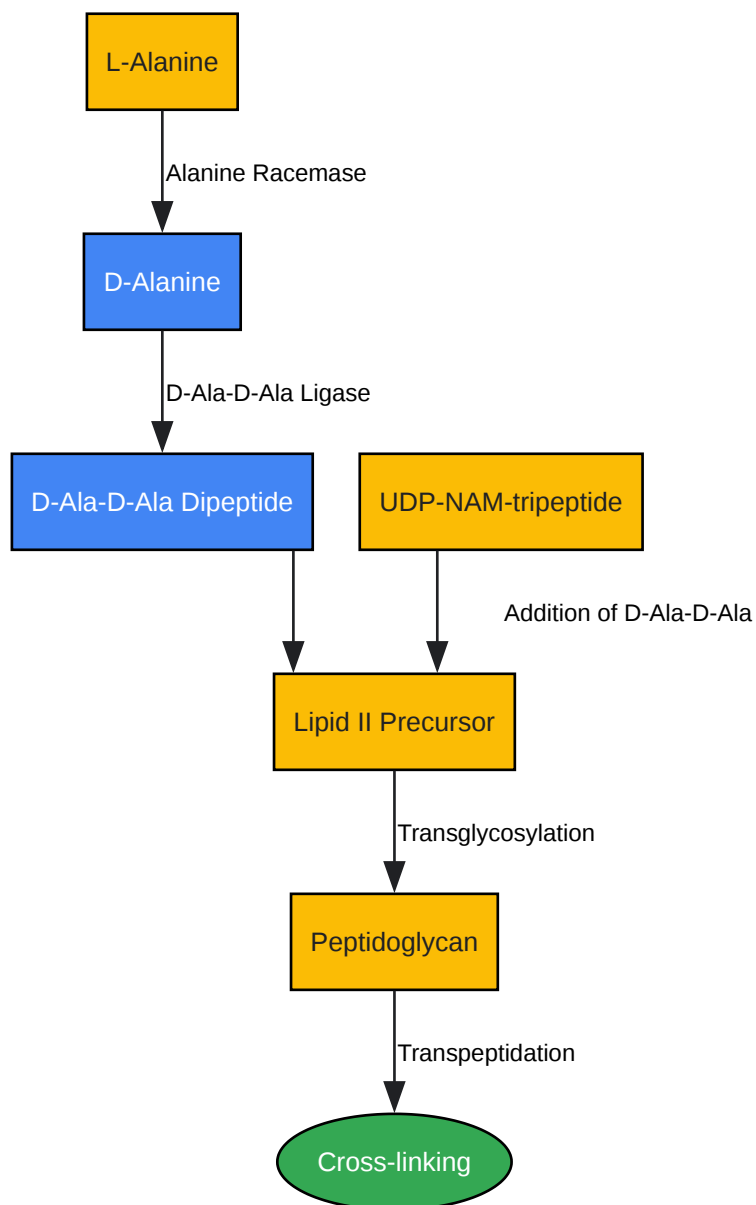 L-Alanine
Alanine Racemase
D-Alanine
D-Ala-D-Ala Ligase
D-Ala-D-Ala Dipeptide
UDP-NAM-tripeptide
Addition of D-Ala-D-Ala
Lipid II Precursor
Transglycosylation
Peptidoglycan
Transpeptidation
Cross-linking